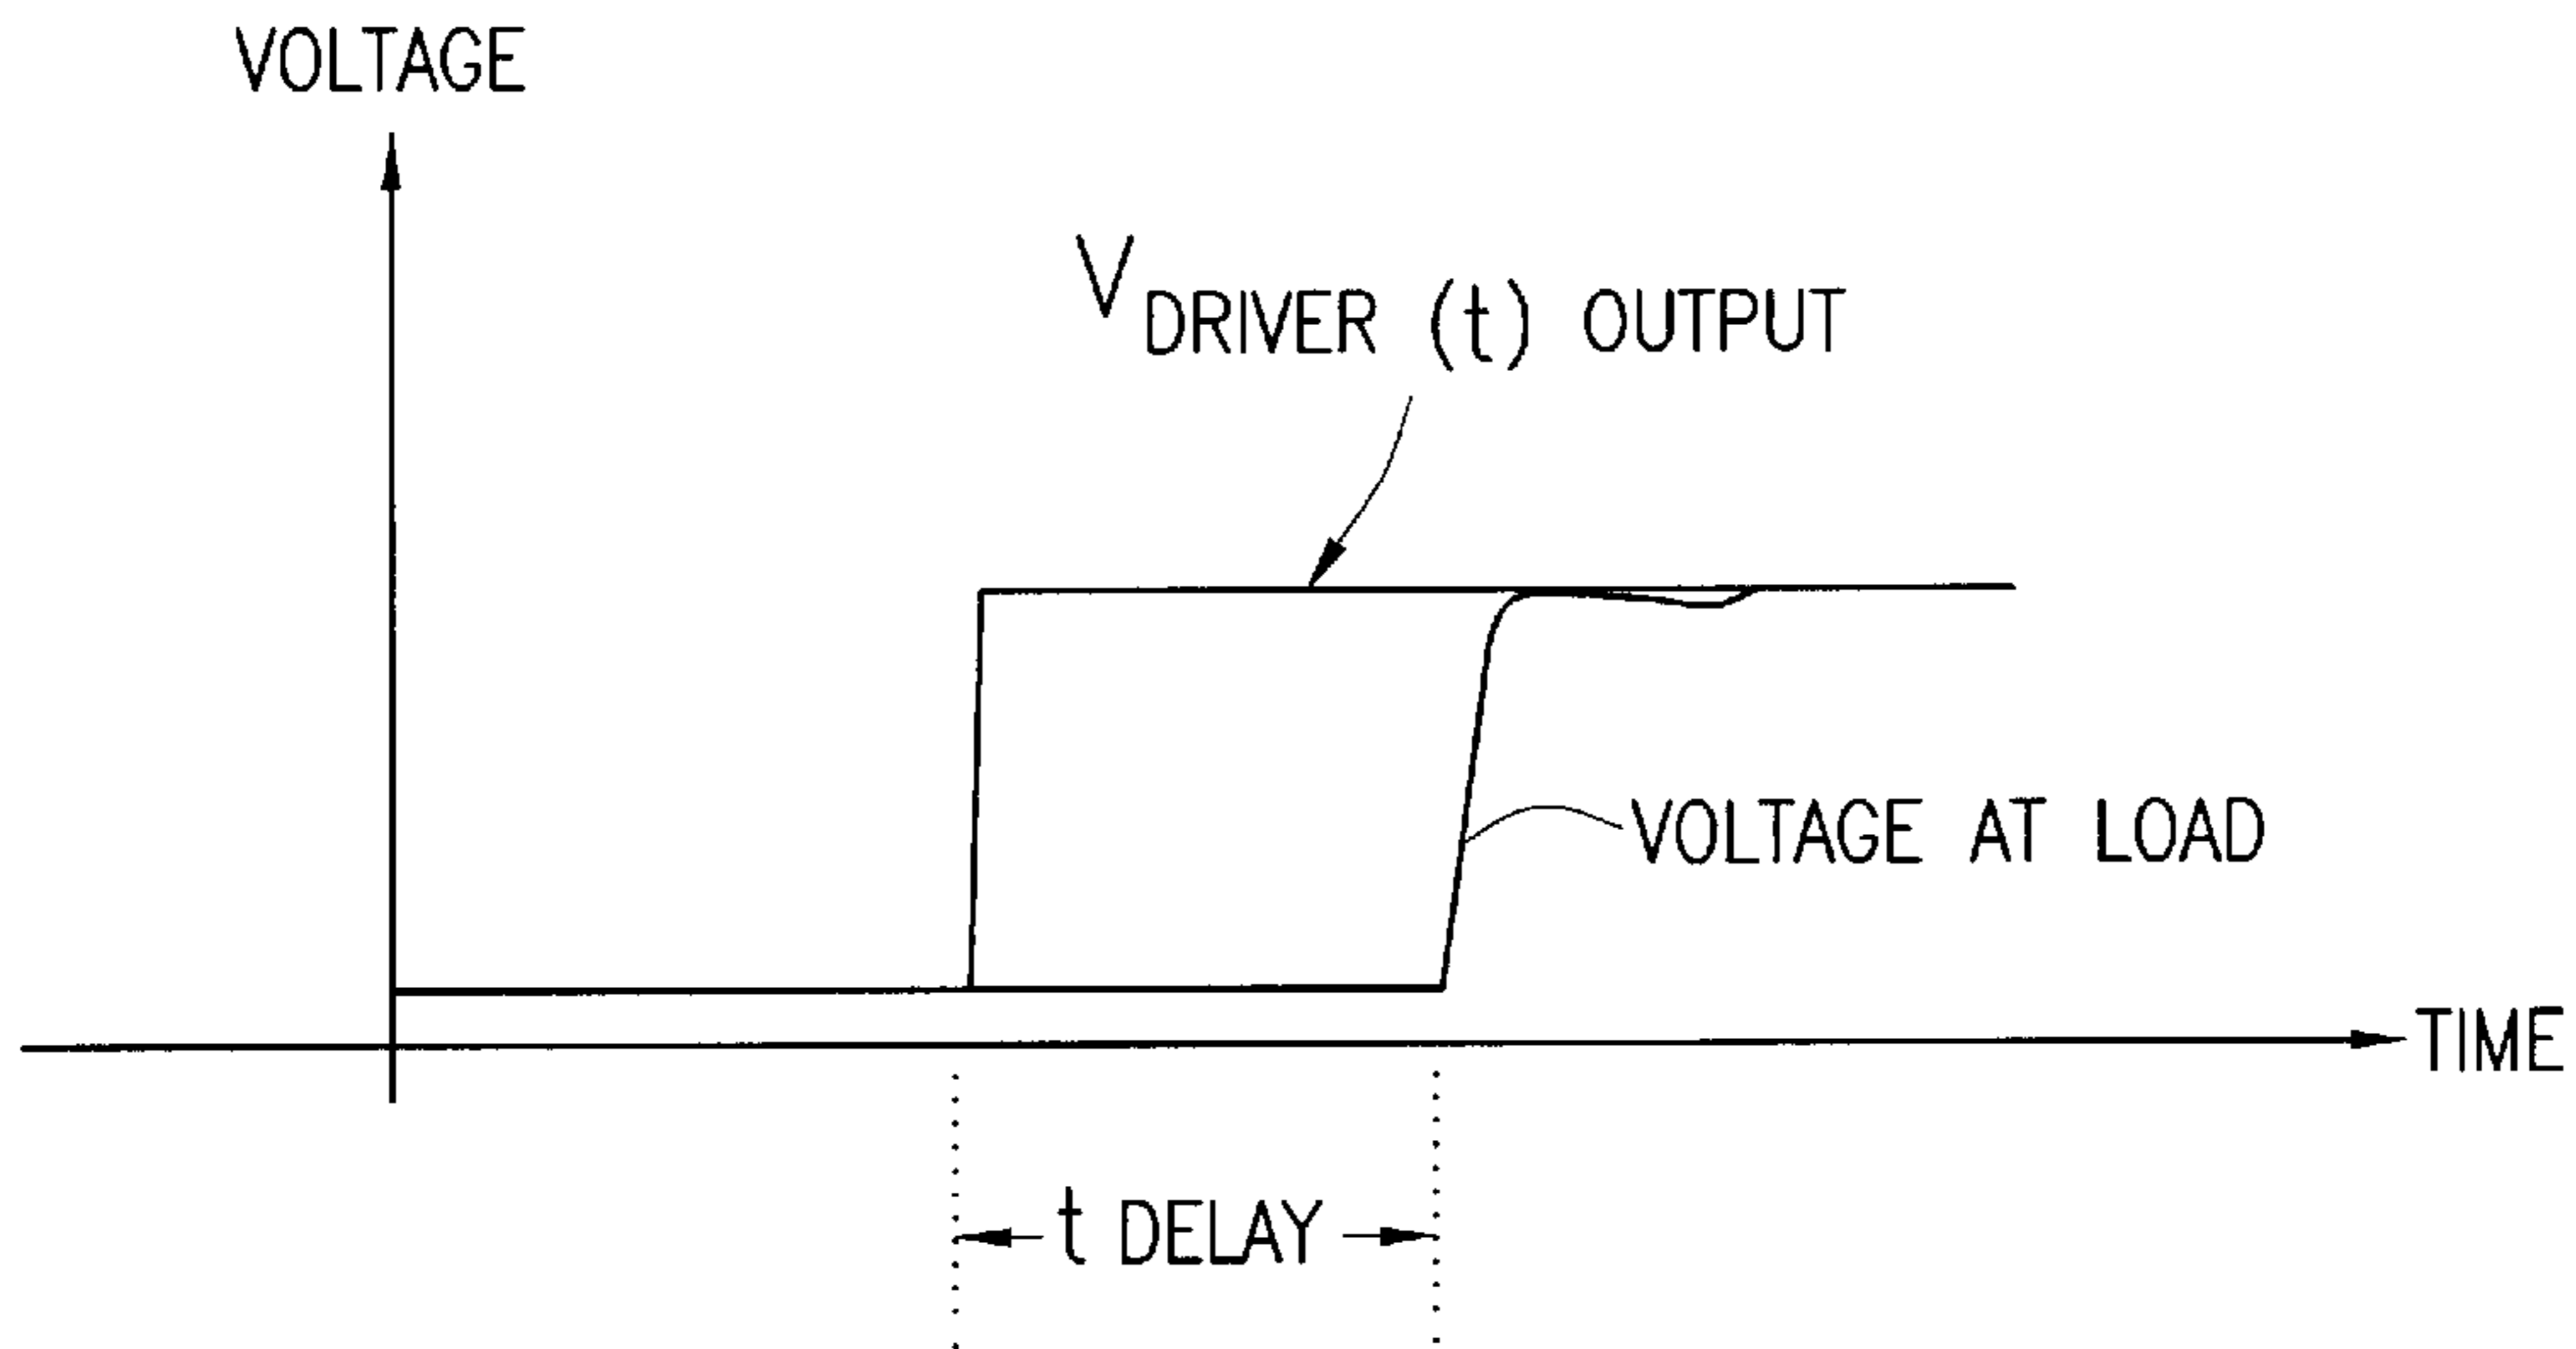 VOLTAGE
VDRIVER (t) OUTPUT
VOLTAGE AT LOAD
TIME
t DELAY